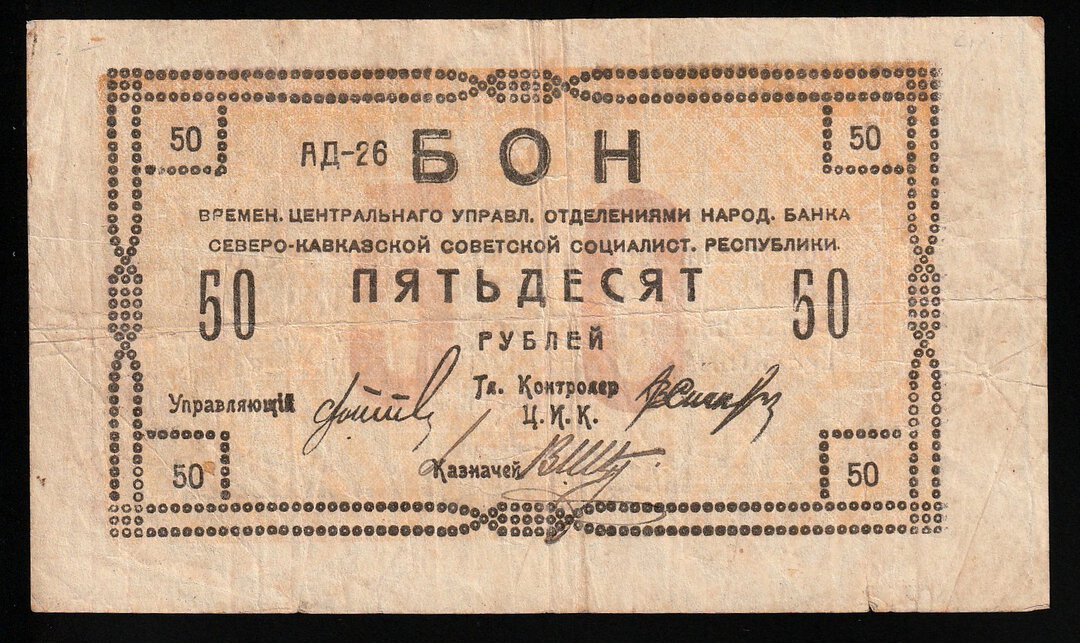 50
50
АД-26 БОН
ВРЕМЕН. ЦЕНТРАЛЬНАГО УПРАВЛ. ОТДЕЛЕНИЯМИ НАРОД. БАНКА
СЕВЕРО-КАВКАЗСКОЙ СОВЕТСКОЙ СОЦИАЛИСТ. РЕСПУБЛИКИ.
50 ПЯТЬДЕСЯТ 50
РУБЛЕЙ
Управляющій
Гл. Контролер
Ц.И.К.
Казначей
50
50